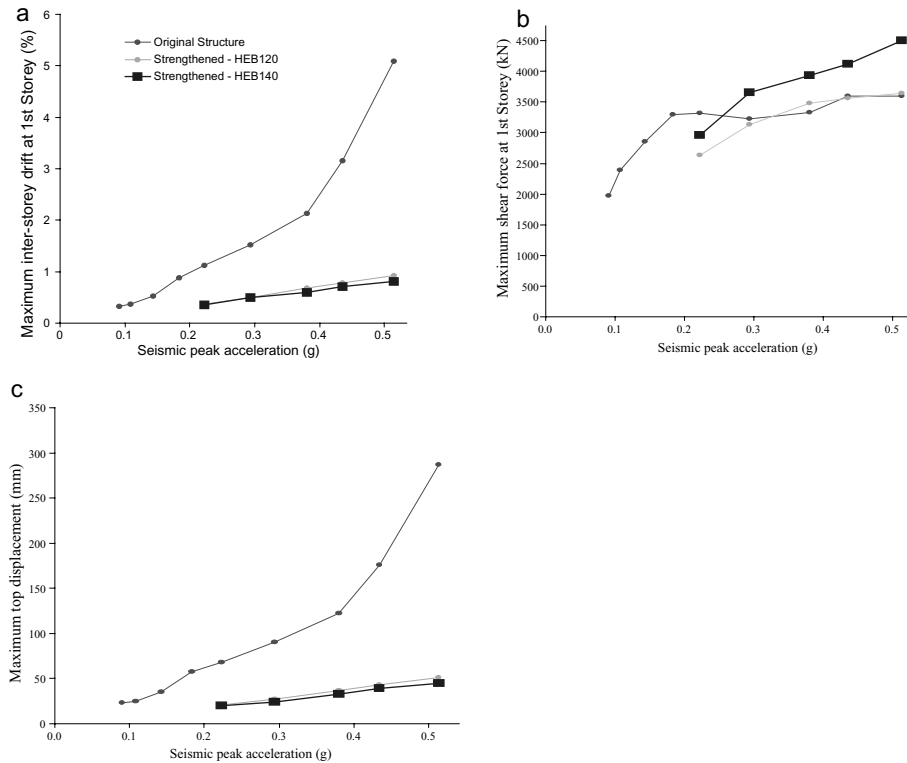 a
Maximum inter-storey drift at 1st Storey (%)
6
5
4
3
2
1
0
Original Structure
Strengthened - HEB120
Strengthened - HEB140
0 0.1 0.2 0.3 0.4 0.5
Seismic peak acceleration (g)
b
Maximum shear force at 1st Storey (kN)
4500
4000
3500
3000
2500
2000
1500
1000
500
0
0.0 0.1 0.2 0.3 0.4 0.5
Seismic peak acceleration (g)
c
Maximum top displacement (mm)
350
300
250
200
150
100
50
0
0.0 0.1 0.2 0.3 0.4 0.5
Seismic peak acceleration (g)